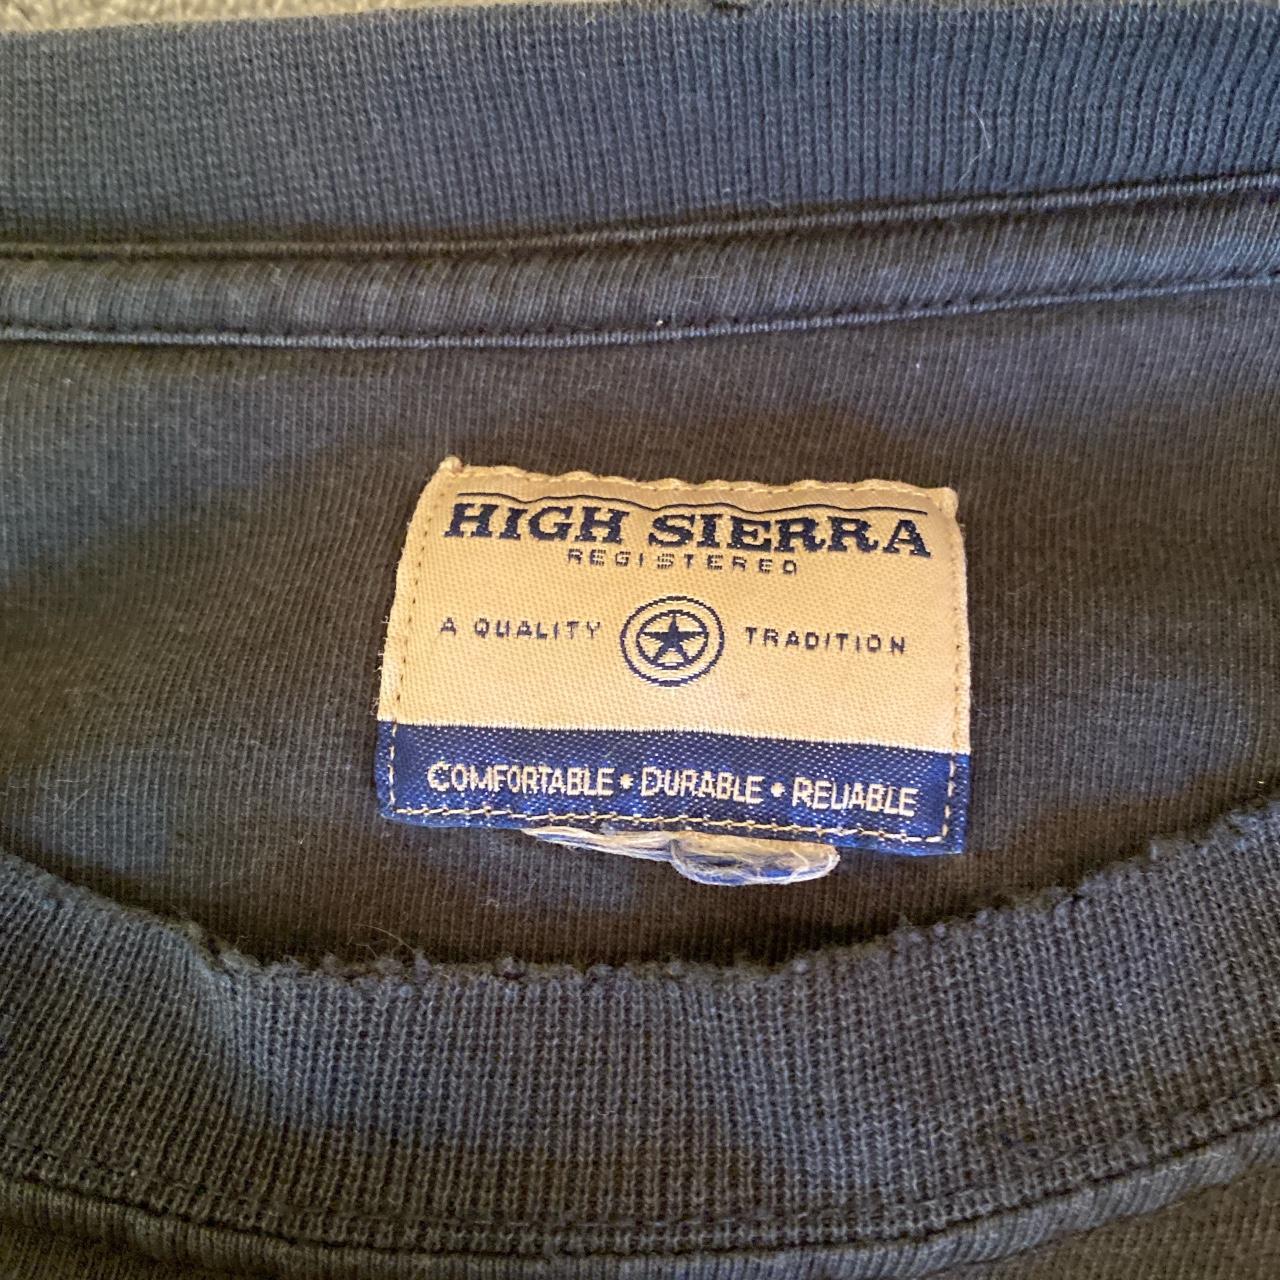 HIGH SIERRA
REGISTERED
A QUALITY TRADITION
COMFORTABLE • DURABLE • RELIABLE